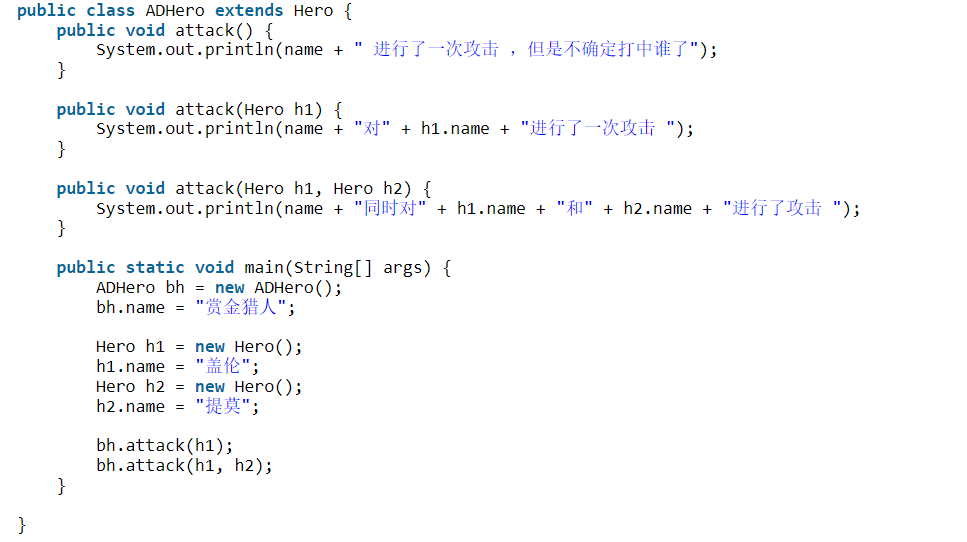 public class ADHero extends Hero {
    public void attack() {
        System.out.println(name + " 进行了一次攻击 ，但是不确定打中谁了");
    }

    public void attack(Hero h1) {
        System.out.println(name + "对" + h1.name + "进行了一次攻击 ");
    }

    public void attack(Hero h1, Hero h2) {
        System.out.println(name + "同时对" + h1.name + "和" + h2.name + "进行了攻击 ");
    }

    public static void main(String[] args) {
        ADHero bh = new ADHero();
        bh.name = "赏金猎人";

        Hero h1 = new Hero();
        h1.name = "盖伦";
        Hero h2 = new Hero();
        h2.name = "提莫";

        bh.attack(h1);
        bh.attack(h1, h2);
    }

}